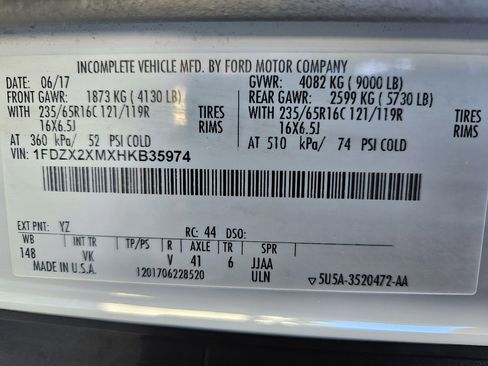 INCOMPLETE VEHICLE MFD. BY FORD MOTOR COMPANY
DATE: 06/17 GVWR: 4082 KG ( 9000 LB)
FRONT GAWR: 1873 KG ( 4130 LB) REAR GAWR: 2599 KG ( 5730 LB)
WITH 235/65R16C 121/119R TIRES WITH 235/65R16C 121/119R TIRES
16X6.5J RIMS 16X6.5J RIMS
AT 360 kPa/ 52 PSI COLD AT 510 kPa/ 74 PSI COLD
VIN: 1FDZX2XMXHKB35974
EXT PNT: YZ RC: 44 DSO:
WB INT TR TP/PS R AXLE TR SPR
148 VK V 41 6 JJAA
MADE IN U.S.A. 1201706228520 ULN 5U5A-3520472-AA